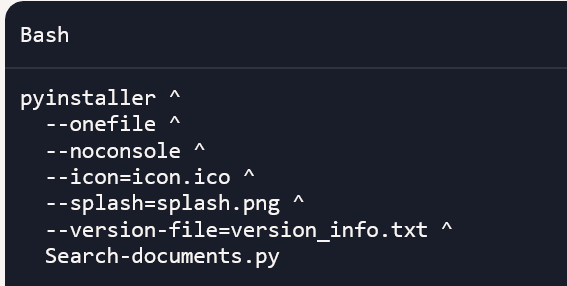 Bash
pyinstaller ^
--onefile ^
--noconsole ^
--icon=icon.ico ^
--splash=splash.png ^
--version-file=version_info.txt ^
Search-documents.py